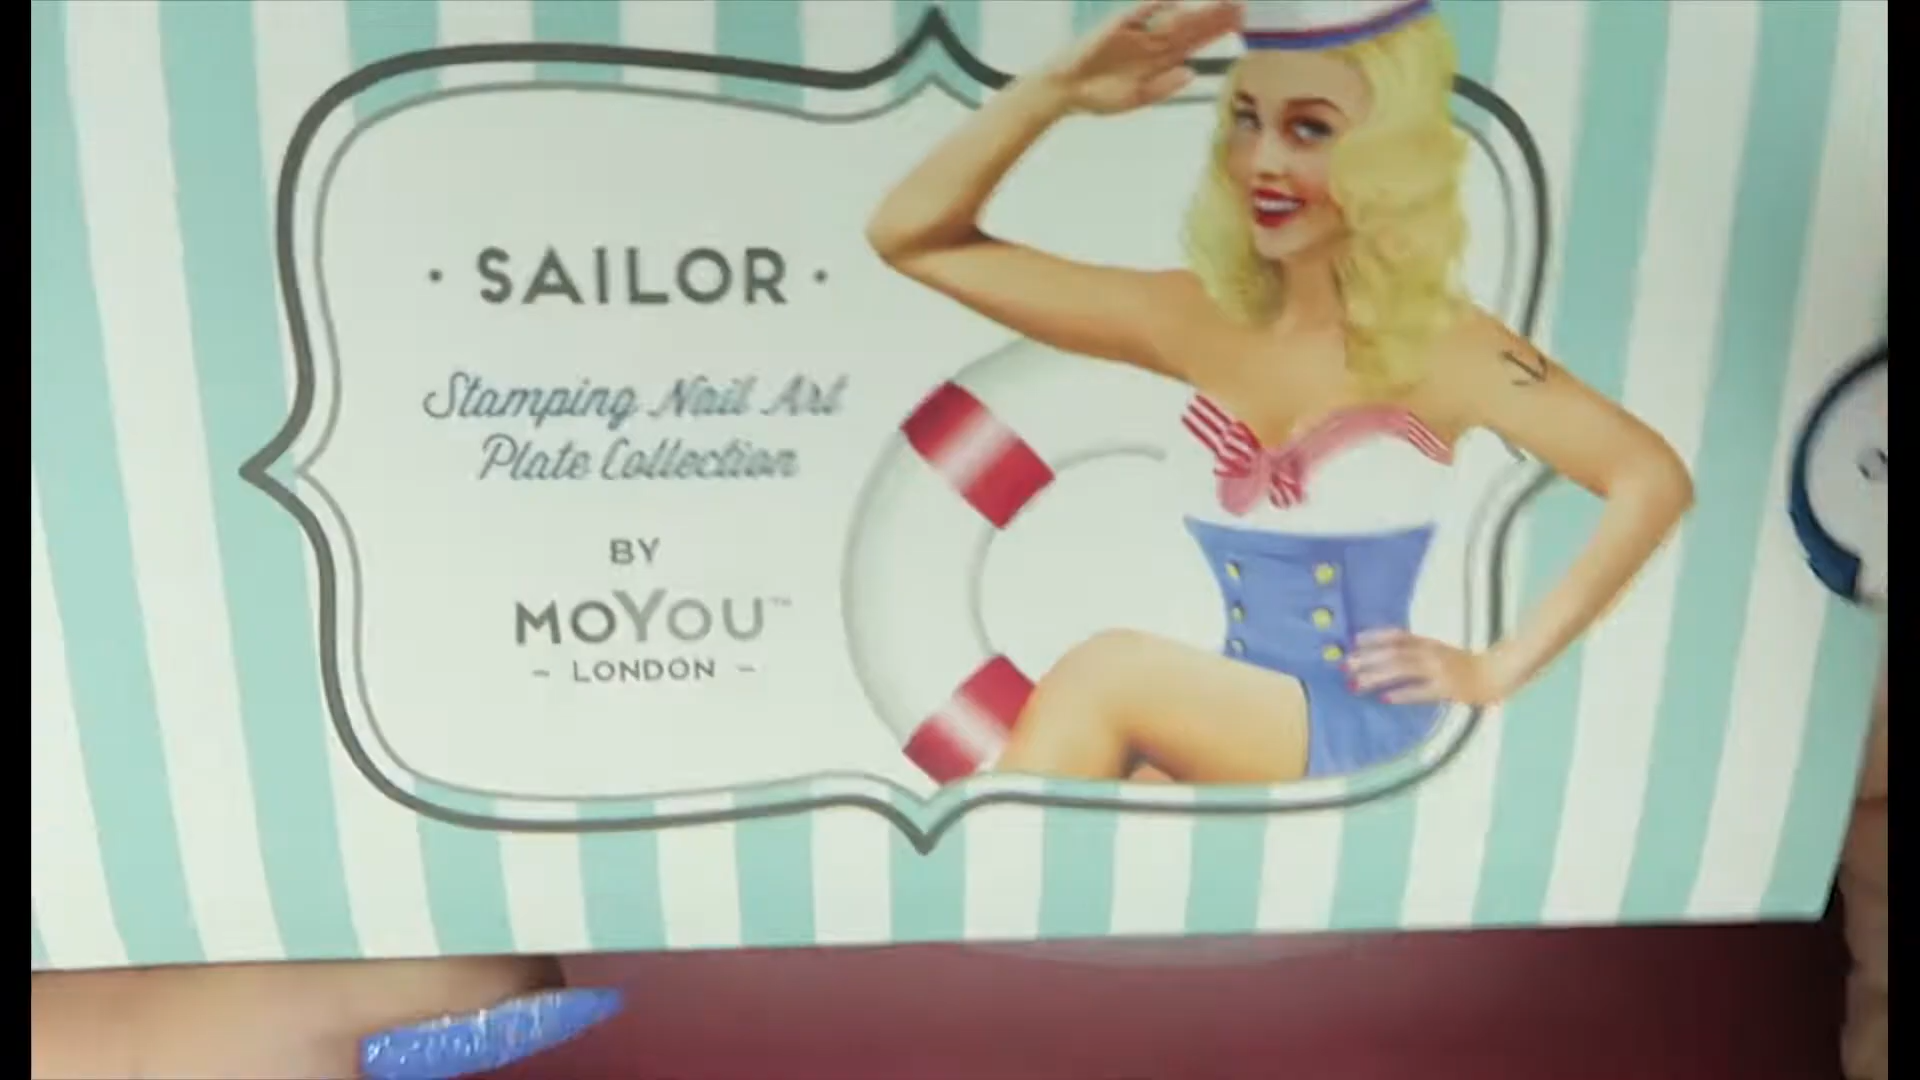 · SAILOR ·
Stamping Nail Art
Plate Collection
BY
MOYOU™
– LONDON –